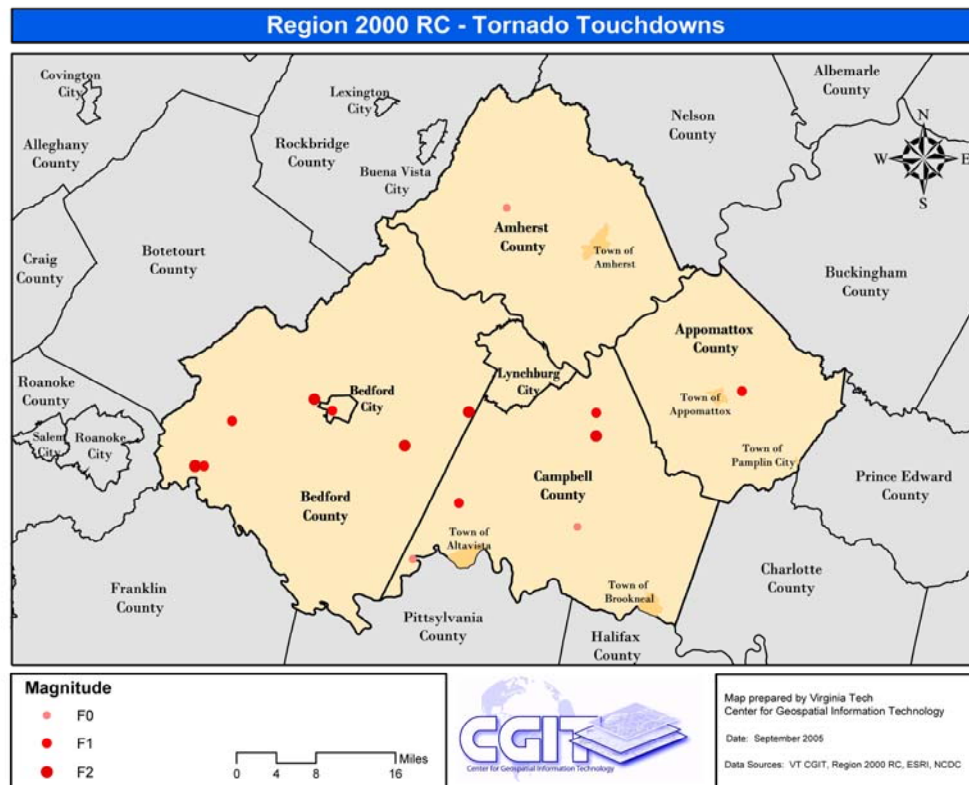 Region 2000 RC - Tornado Touchdowns
Covington
City
Alleghany
County
Craig
County
Botetourt
County
Rockbridge
County
Lexington
City
Buena Vista
City
Nelson
County
Albemarle
County
N
W E
S
Amherst
County
Town of
Amherst
Buckingham
County
Appomattox
County
Town of
Appomattox
Town of
Pamplin City
Prince Edward
County
Lynchburg
City
Bedford
City
Roanoke
County
Salem
City
Roanoke
City
Bedford
County
Campbell
County
Town of
Altavista
Town of
Brookneal
Charlotte
County
Franklin
County
Pittsylvania
County
Halifax
County
Magnitude
F0
F1
F2
Miles
0 4 8 16
CGIT
Center for Geospatial Information Technology
Map prepared by Virginia Tech
Center for Geospatial Information Technology
Date: September 2005
Data Sources: VT CGIT, Region 2000 RC, ESRI, NCDC